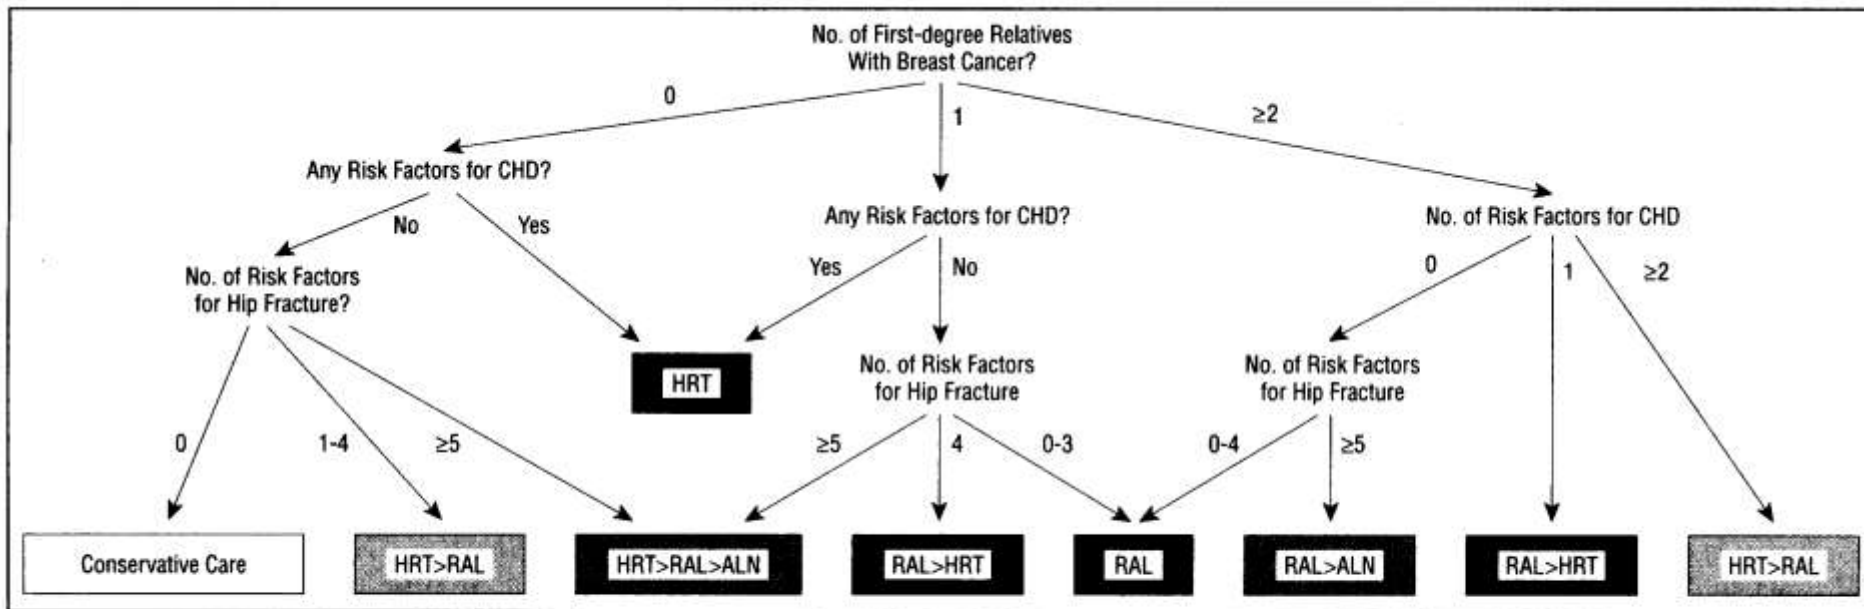 No. of First-degree Relatives
With Breast Cancer?
0
1
≥2
Any Risk Factors for CHD?
No
Yes
Any Risk Factors for CHD?
Yes
No
No. of Risk Factors for CHD
0
1
≥2
No. of Risk Factors
for Hip Fracture?
HRT
No. of Risk Factors
for Hip Fracture
No. of Risk Factors
for Hip Fracture
0
1-4
≥5
≥5
4
0-3
0-4
≥5
Conservative Care
HRT>RAL
HRT>RAL>ALN
RAL>HRT
RAL
RAL>ALN
RAL>HRT
HRT>RAL